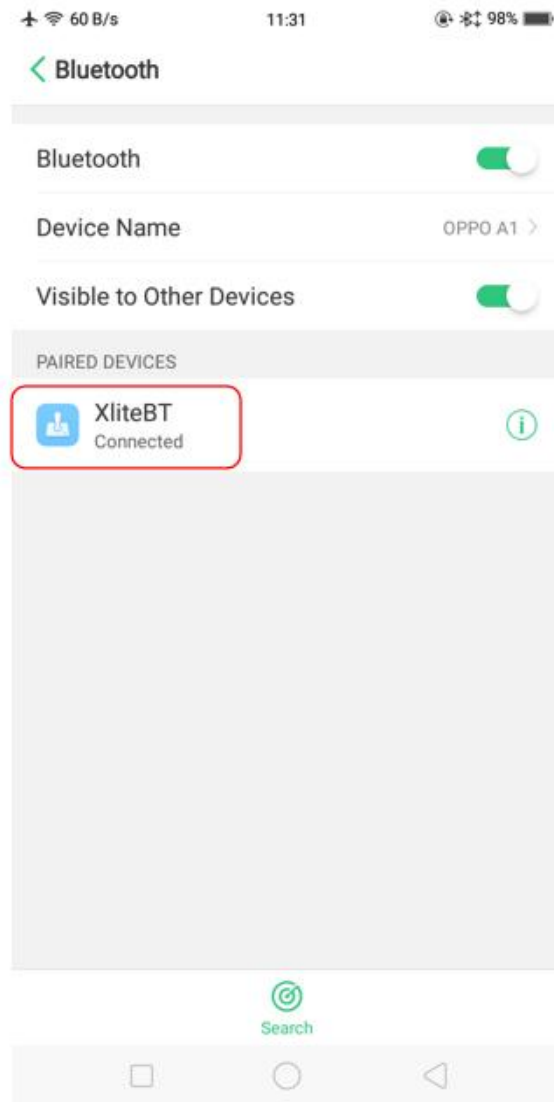 60 B/s 11:31 98%
Bluetooth
Bluetooth
Device Name OPPO A1
Visible to Other Devices
PAIRED DEVICES
XliteBT
Connected
Search